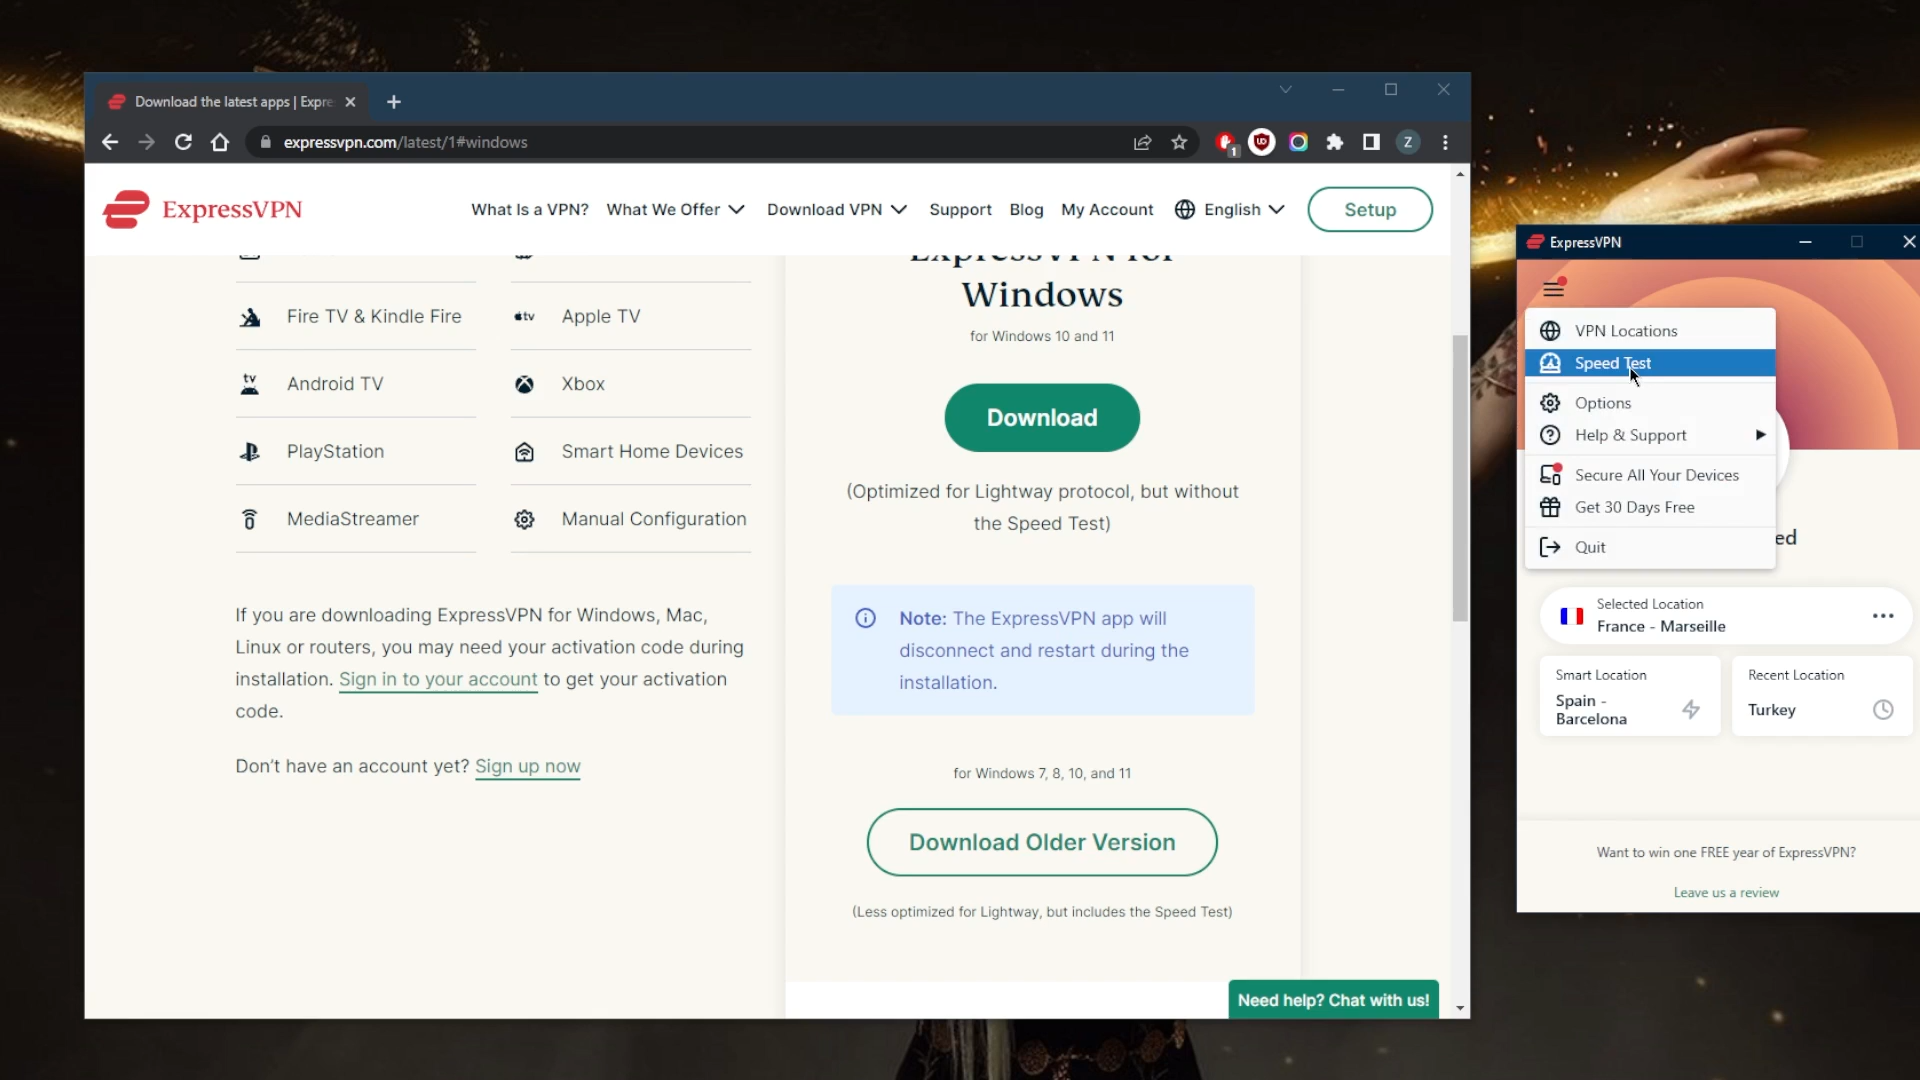 Download the latest apps | Expre
expressvpn.com/latest/1#windows
1
Z
ExpressVPN
What Is a VPN?
What We Offer
Download VPN
Support
Blog
My Account
English
Setup
Fire TV & Kindle Fire
tv
Apple TV
tv
Android TV
Xbox
PlayStation
Smart Home Devices
MediaStreamer
Manual Configuration
If you are downloading ExpressVPN for Windows, Mac,
Linux or routers, you may need your activation code during
installation. Sign in to your account to get your activation
code.
Don't have an account yet? Sign up now
ExpressVPN for
Windows
for Windows 10 and 11
Download
(Optimized for Lightway protocol, but without
the Speed Test)
Note: The ExpressVPN app will
disconnect and restart during the
installation.
for Windows 7, 8, 10, and 11
Download Older Version
(Less optimized for Lightway, but includes the Speed Test)
Need help? Chat with us!
ExpressVPN
VPN Locations
Speed Test
Options
Help & Support
Secure All Your Devices
Get 30 Days Free
Quit
ed
Selected Location
France - Marseille
Smart Location
Spain -
Barcelona
Recent Location
Turkey
Want to win one FREE year of ExpressVPN?
Leave us a review